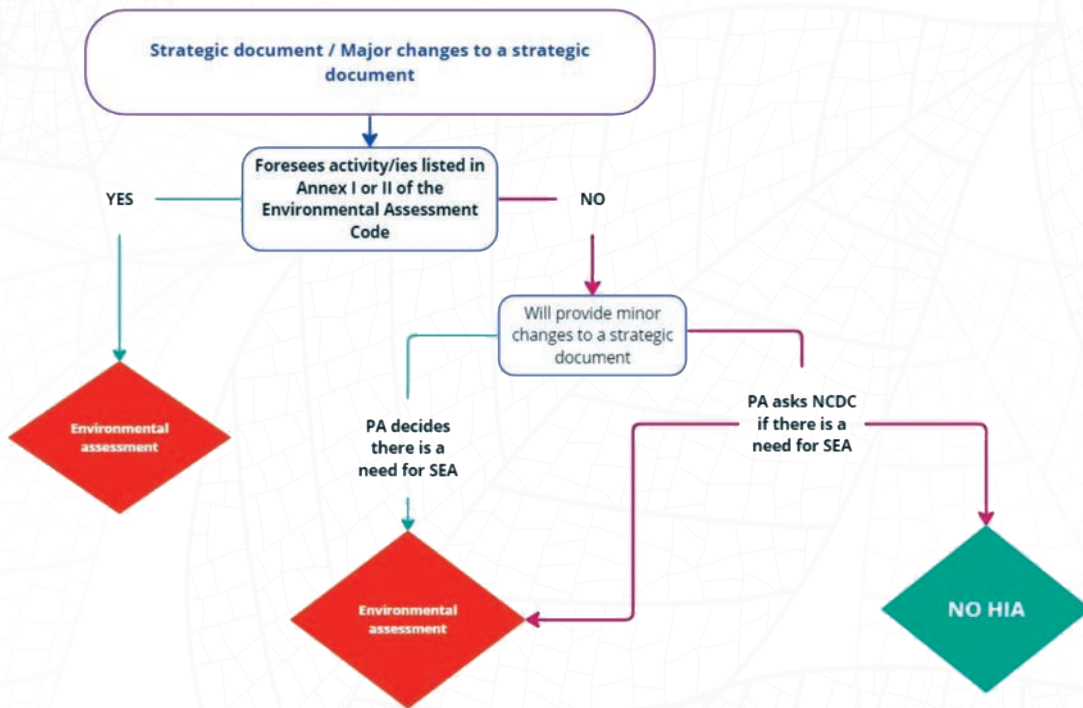 Strategic document / Major changes to a strategic
document
Foresees activity/ies listed in
Annex I or II of the
Environmental Assessment
Code
YES
NO
Will provide minor
changes to a strategic
document
Environmental
assessment
PA decides
there is a
need for SEA
PA asks NCDC
if there is a
need for SEA
Environmental
assessment
NO HIA